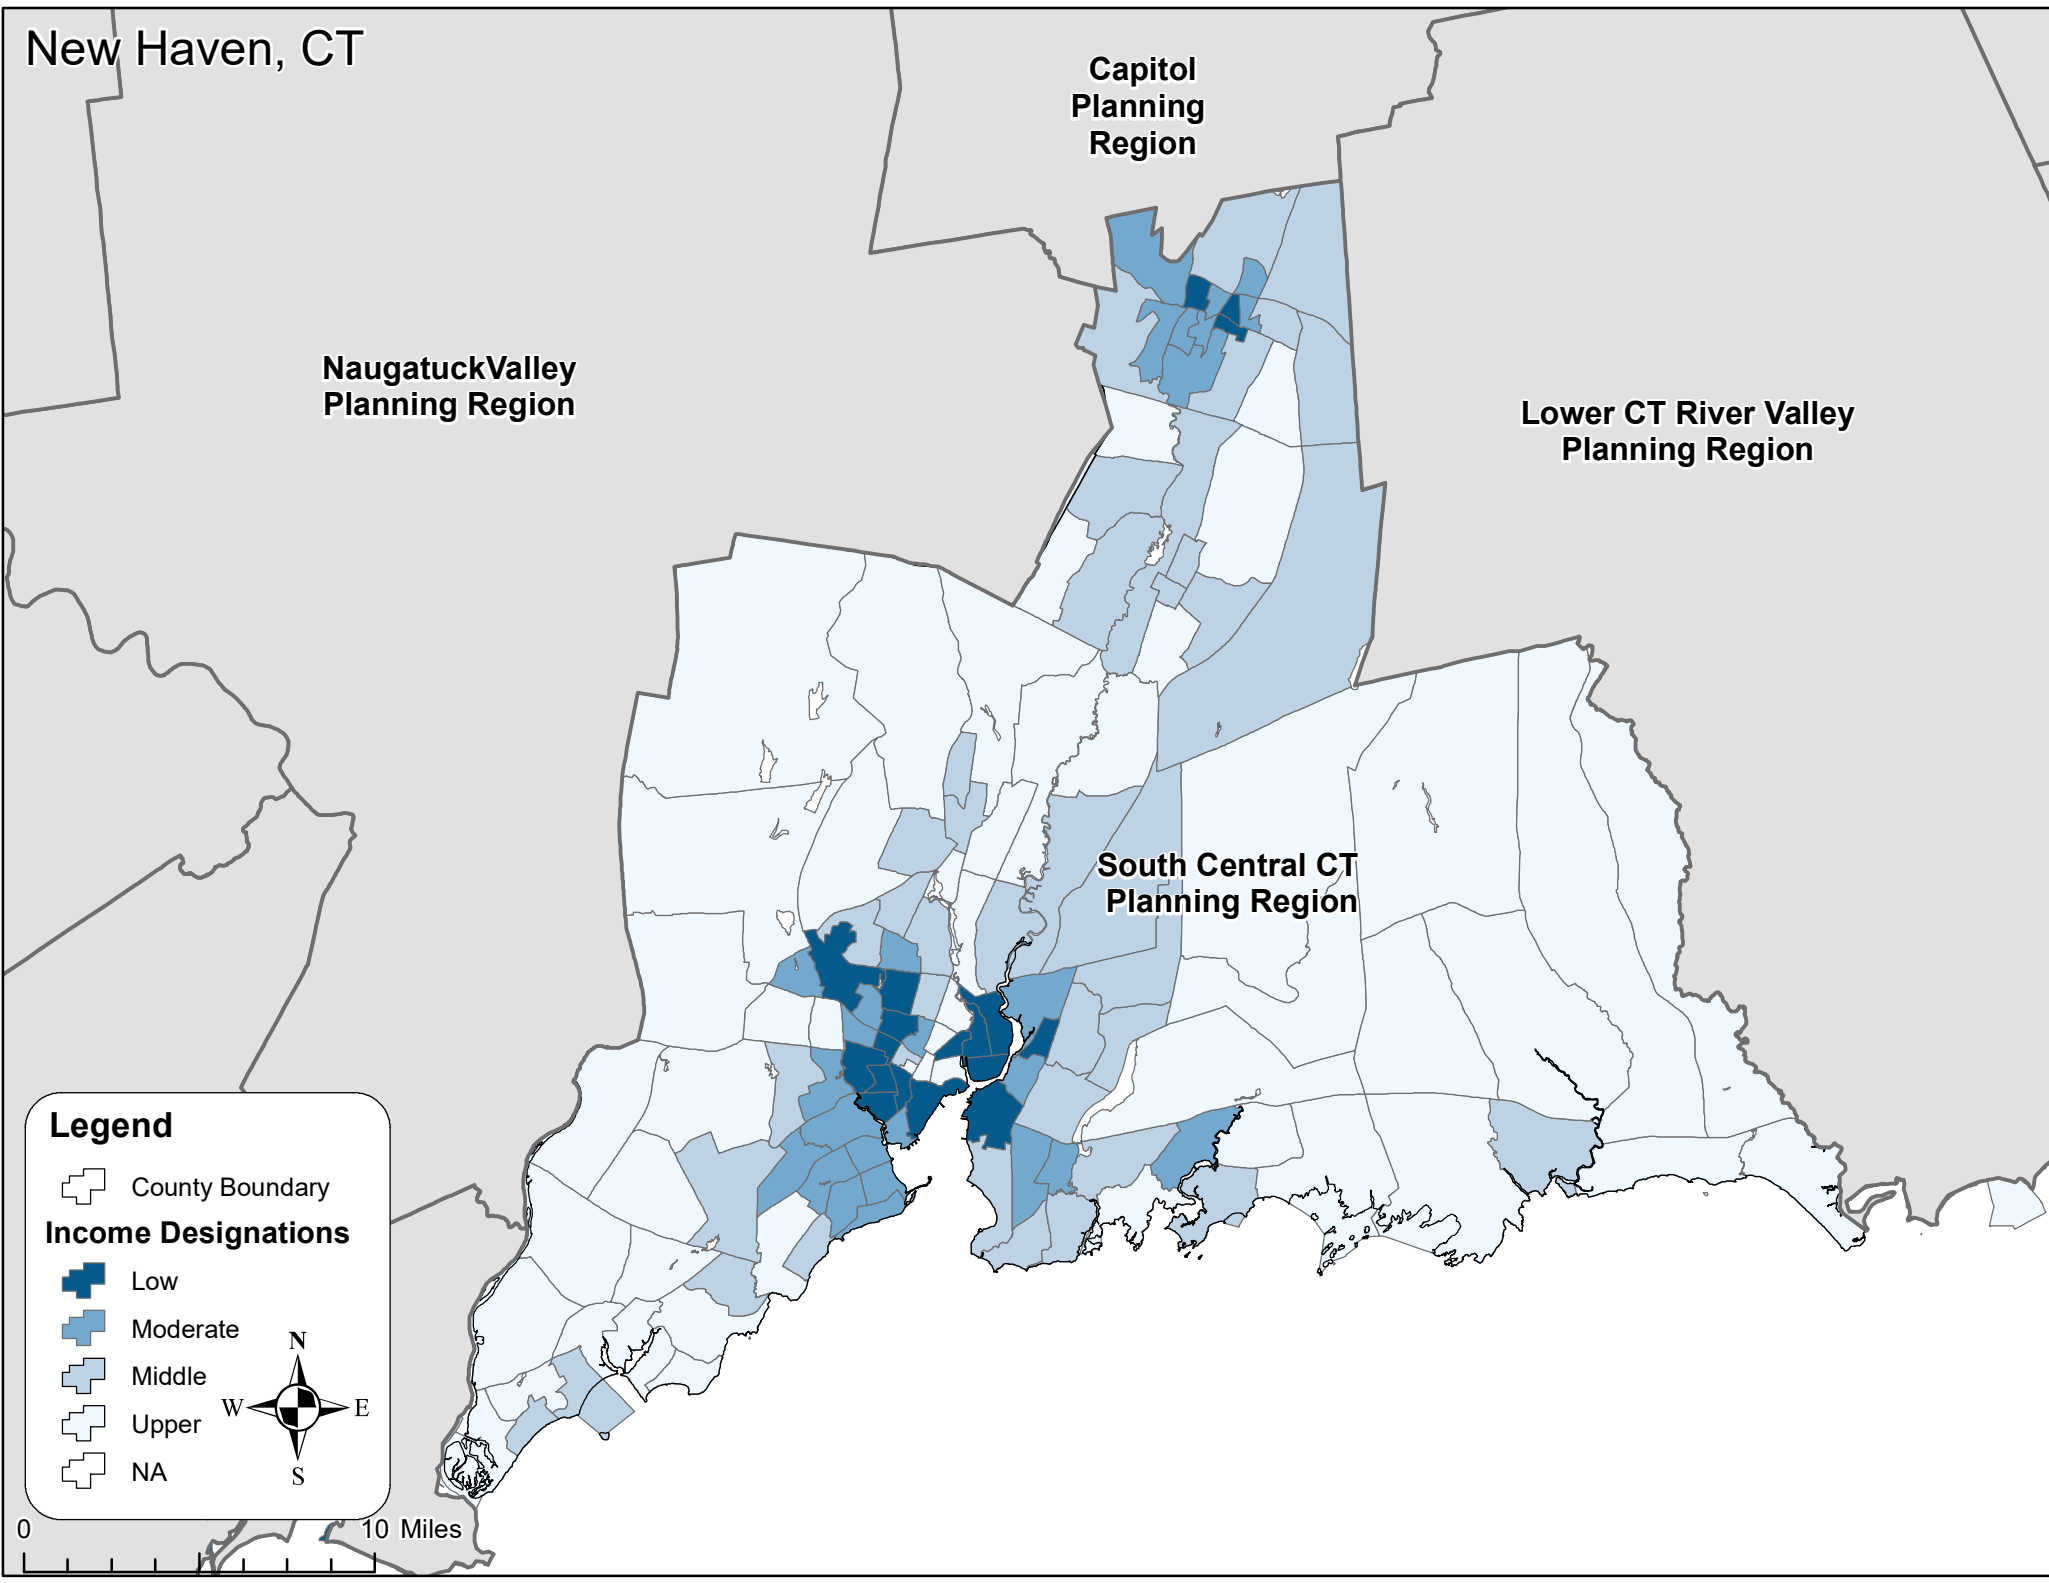 New Haven, CT
Capitol
Planning
Region
NaugatuckValley
Planning Region
Lower CT River Valley
Planning Region
South Central CT
Planning Region
Legend
County Boundary
Income Designations
Low
Moderate
Middle
Upper
NA
N
W
E
S
0
10 Miles